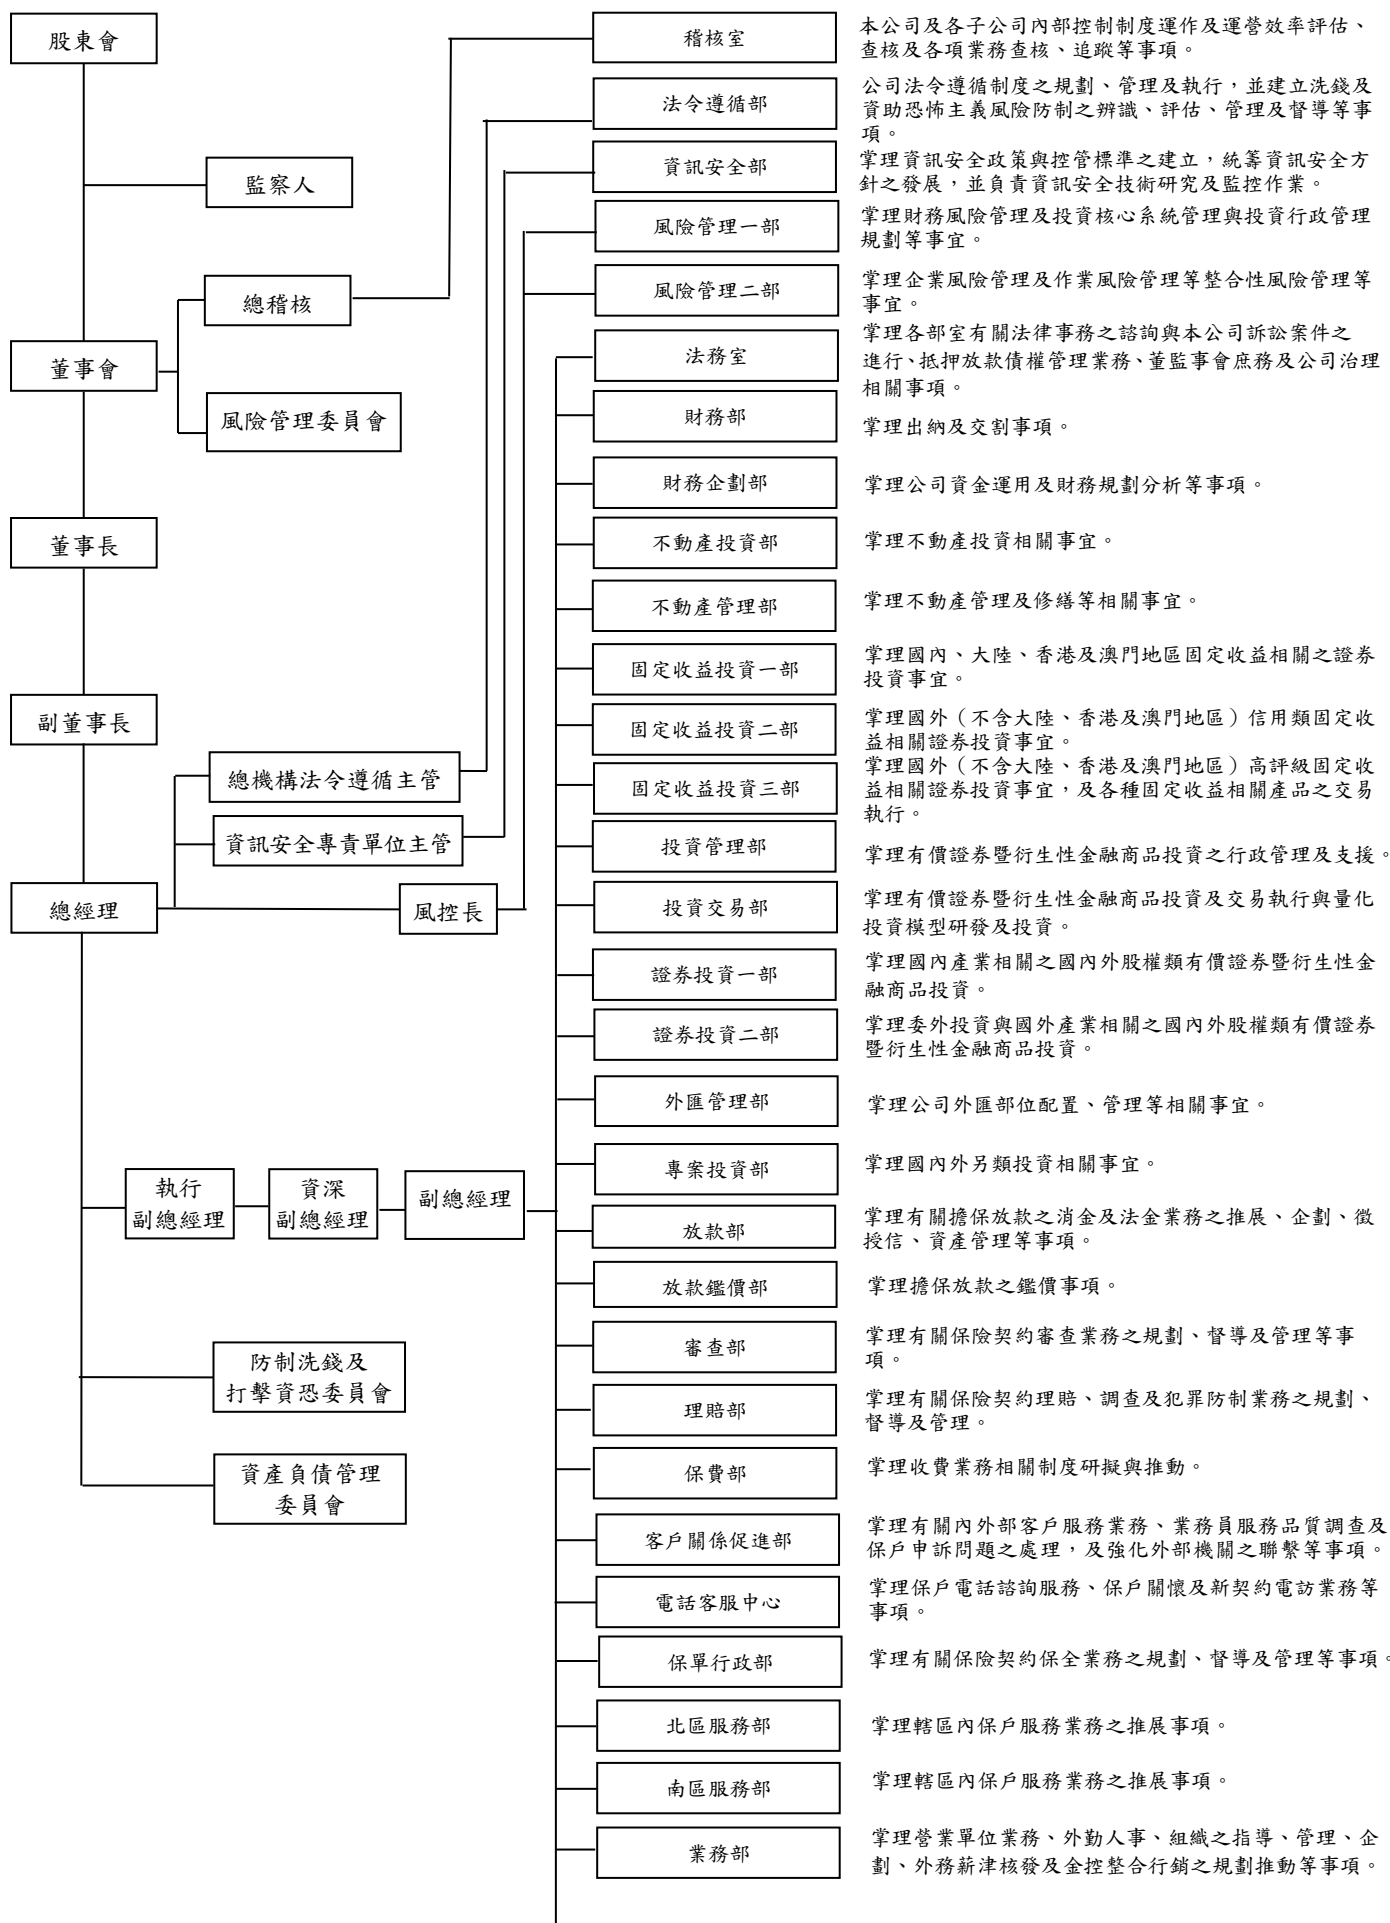 股東會
監察人
總稽核
董事會
風險管理委員會
董事長
副董事長
總機構法令遵循主管
資訊安全專責單位主管
總經理
風控長
執行
副總經理
資深
副總經理
副總經理
防制洗錢及
打擊資恐委員會
資產負債管理
委員會
稽核室
本公司及各子公司內部控制制度運作及運營效率評估、
查核及各項業務查核、追蹤等事項。
法令遵循部
公司法令遵循制度之規劃、管理及執行，並建立洗錢及
資助恐怖主義風險防制之辨識、評估、管理及督導等事
項。
資訊安全部
掌理資訊安全政策與控管標準之建立，統籌資訊安全方
針之發展，並負責資訊安全技術研究及監控作業。
風險管理一部
掌理財務風險管理及投資核心系統管理與投資行政管理
規劃等事宜。
風險管理二部
掌理企業風險管理及作業風險管理等整合性風險管理等
事宜。
法務室
掌理各部室有關法律事務之諮詢與本公司訴訟案件之
進行、抵押放款債權管理業務、董監事會庶務及公司治理
相關事項。
財務部
掌理出納及交割事項。
財務企劃部
掌理公司資金運用及財務規劃分析等事項。
不動產投資部
掌理不動產投資相關事宜。
不動產管理部
掌理不動產管理及修繕等相關事宜。
固定收益投資一部
掌理國內、大陸、香港及澳門地區固定收益相關之證券
投資事宜。
固定收益投資二部
掌理國外（不含大陸、香港及澳門地區）信用類固定收
益相關證券投資事宜。
固定收益投資三部
掌理國外（不含大陸、香港及澳門地區）高評級固定收
益相關證券投資事宜，及各種固定收益相關產品之交易
執行。
投資管理部
掌理有價證券暨衍生性金融商品投資之行政管理及支援。
投資交易部
掌理有價證券暨衍生性金融商品投資及交易執行與量化
投資模型研發及投資。
證券投資一部
掌理國內產業相關之國內外股權類有價證券暨衍生性金
融商品投資。
證券投資二部
掌理委外投資與國外產業相關之國內外股權類有價證券
暨衍生性金融商品投資。
外匯管理部
掌理公司外匯部位配置、管理等相關事宜。
專案投資部
掌理國內外另類投資相關事宜。
放款部
掌理有關擔保放款之消金及法金業務之推展、企劃、徵
授信、資產管理等事項。
放款鑑價部
掌理擔保放款之鑑價事項。
審查部
掌理有關保險契約審查業務之規劃、督導及管理等事
項。
理賠部
掌理有關保險契約理賠、調查及犯罪防制業務之規劃、
督導及管理。
保費部
掌理收費業務相關制度研擬與推動。
客戶關係促進部
掌理有關內外部客戶服務業務、業務員服務品質調查及
保戶申訴問題之處理，及強化外部機關之聯繫等事項。
電話客服中心
掌理保戶電話諮詢服務、保戶關懷及新契約電訪業務等
事項。
保單行政部
掌理有關保險契約保全業務之規劃、督導及管理等事項。
北區服務部
掌理轄區內保戶服務業務之推展事項。
南區服務部
掌理轄區內保戶服務業務之推展事項。
業務部
掌理營業單位業務、外勤人事、組織之指導、管理、企
劃、外務薪津核發及金控整合行銷之規劃推動等事項。